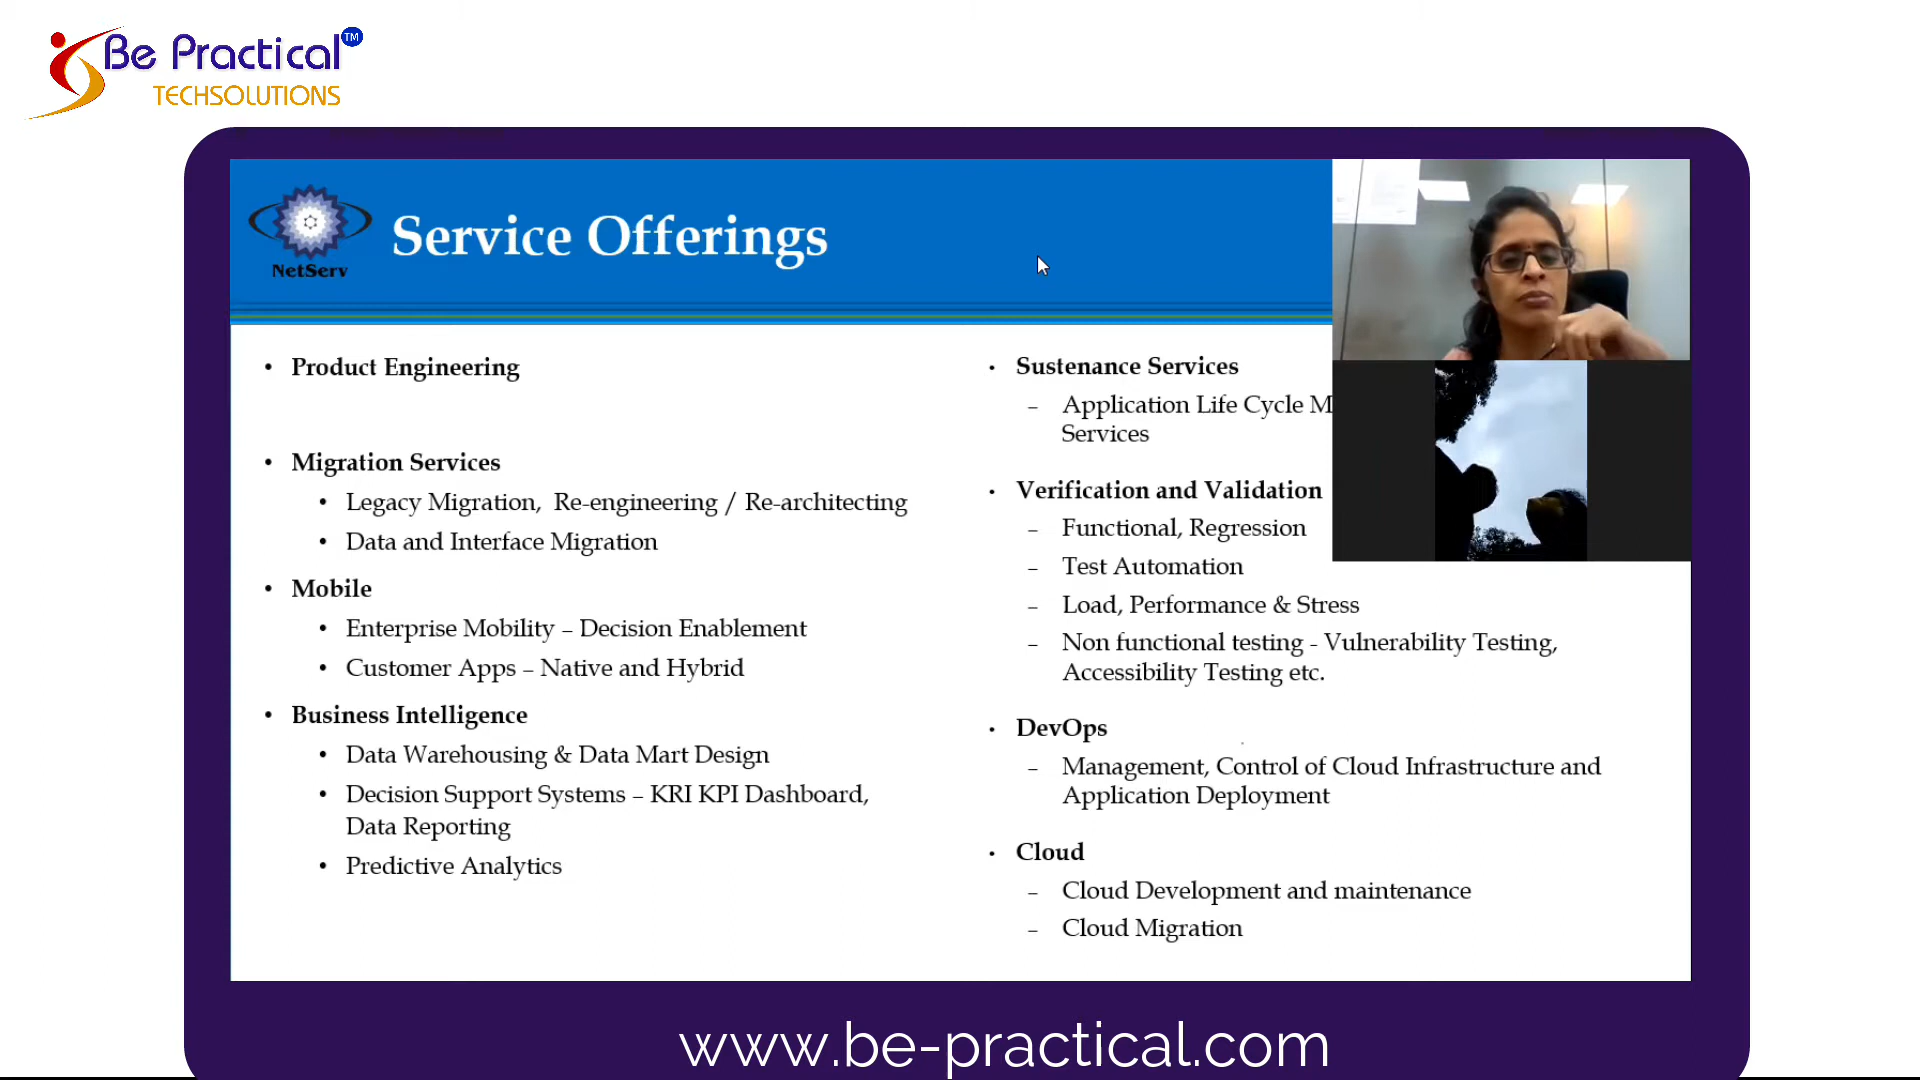 Be Practical TM
TECHSOLUTIONS
NetServ
Service Offerings
• Product Engineering
• Migration Services
• Legacy Migration, Re-engineering / Re-architecting
• Data and Interface Migration
• Mobile
• Enterprise Mobility – Decision Enablement
• Customer Apps – Native and Hybrid
• Business Intelligence
• Data Warehousing & Data Mart Design
• Decision Support Systems – KRI KPI Dashboard,
Data Reporting
• Predictive Analytics
• Sustenance Services
– Application Life Cycle M
Services
• Verification and Validation
– Functional, Regression
– Test Automation
– Load, Performance & Stress
– Non functional testing - Vulnerability Testing,
Accessibility Testing etc.
• DevOps
– Management, Control of Cloud Infrastructure and
Application Deployment
• Cloud
– Cloud Development and maintenance
– Cloud Migration
www.be-practical.com